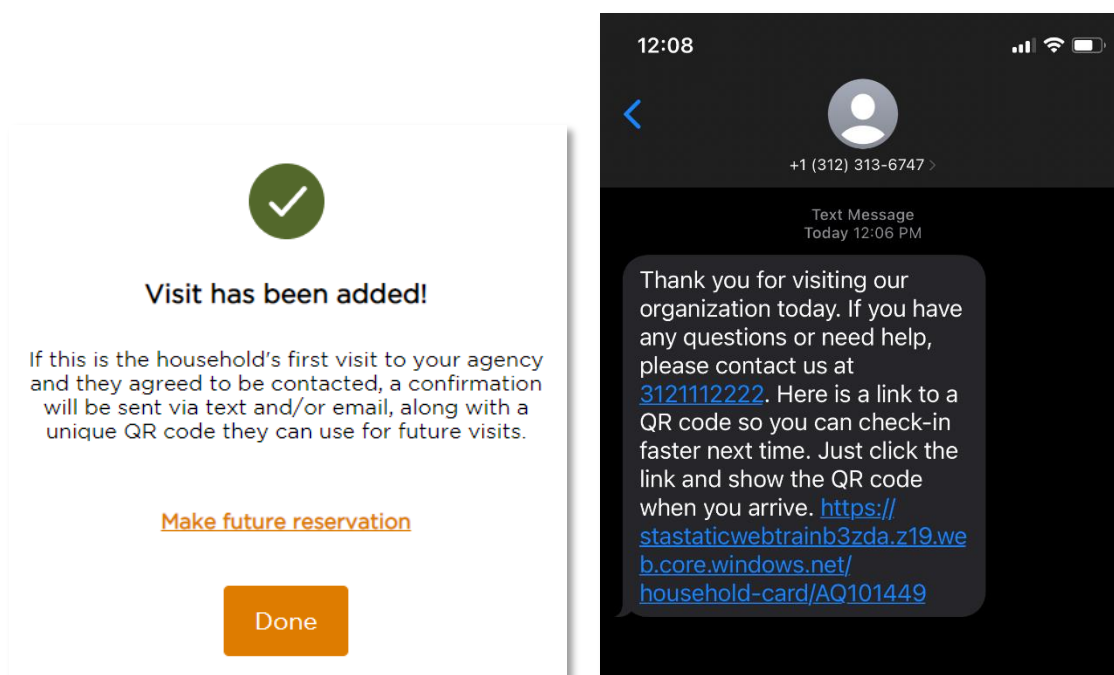 Visit has been added!
If this is the household's first visit to your agency
and they agreed to be contacted, a confirmation
will be sent via text and/or email, along with a
unique QR code they can use for future visits.
Make future reservation
Done
12:08
+1 (312) 313-6747 >
Text Message
Today 12:06 PM
Thank you for visiting our
organization today. If you have
any questions or need help,
please contact us at
3121112222. Here is a link to a
QR code so you can check-in
faster next time. Just click the
link and show the QR code
when you arrive. https://
stastaticwebtrainb3zda.z19.we
b.core.windows.net/
household-card/AQ101449